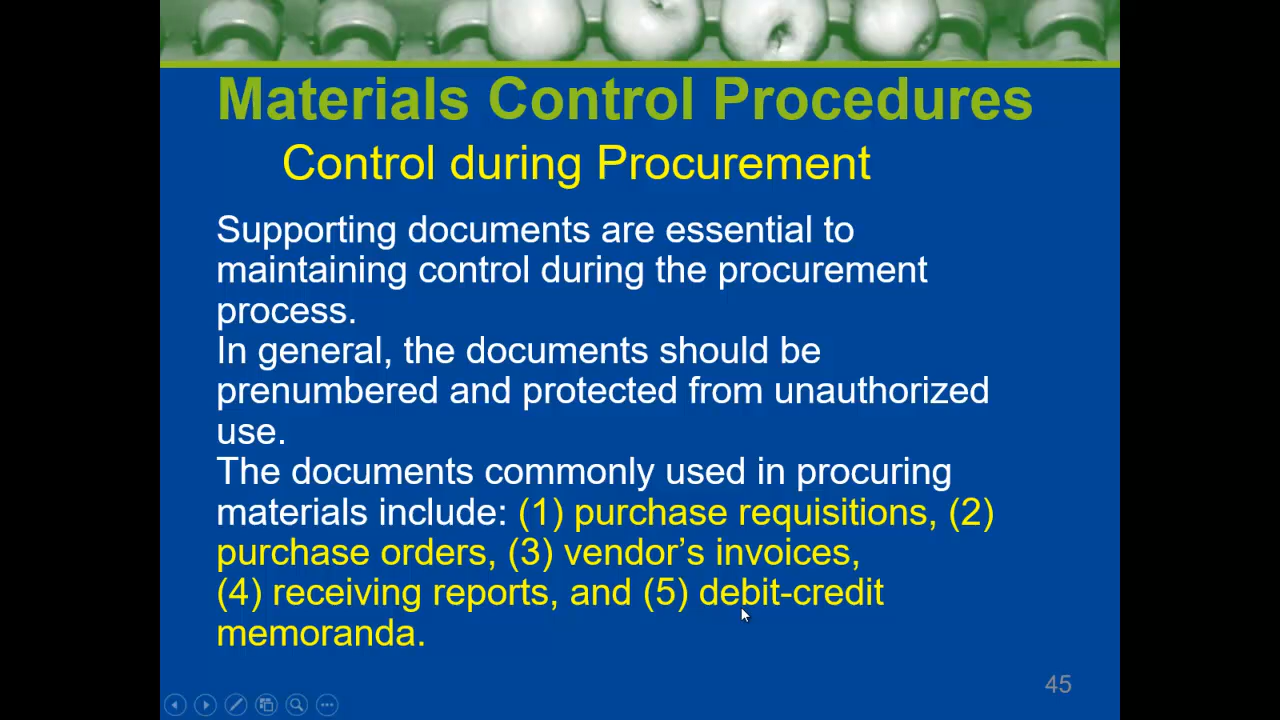 Materials Control Procedures
Control during Procurement
Supporting documents are essential to
maintaining control during the procurement
process.
In general, the documents should be
prenumbered and protected from unauthorized
use.
The documents commonly used in procuring
materials include: (1) purchase requisitions, (2)
purchase orders, (3) vendor’s invoices,
(4) receiving reports, and (5) debit-credit
memoranda.
45